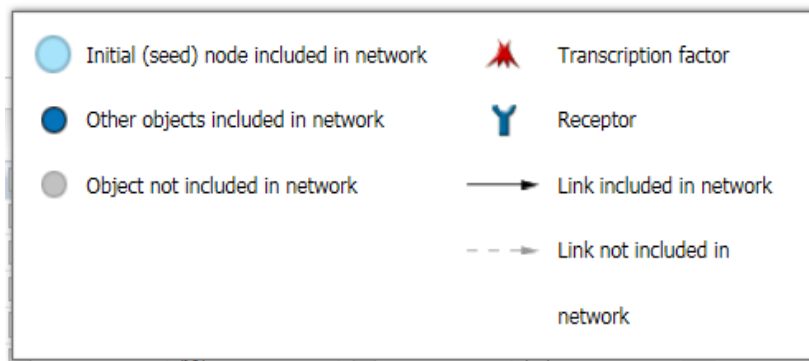 Initial (seed) node included in network
Other objects included in network
Object not included in network
Transcription factor
Receptor
Link included in network
Link not included in
network